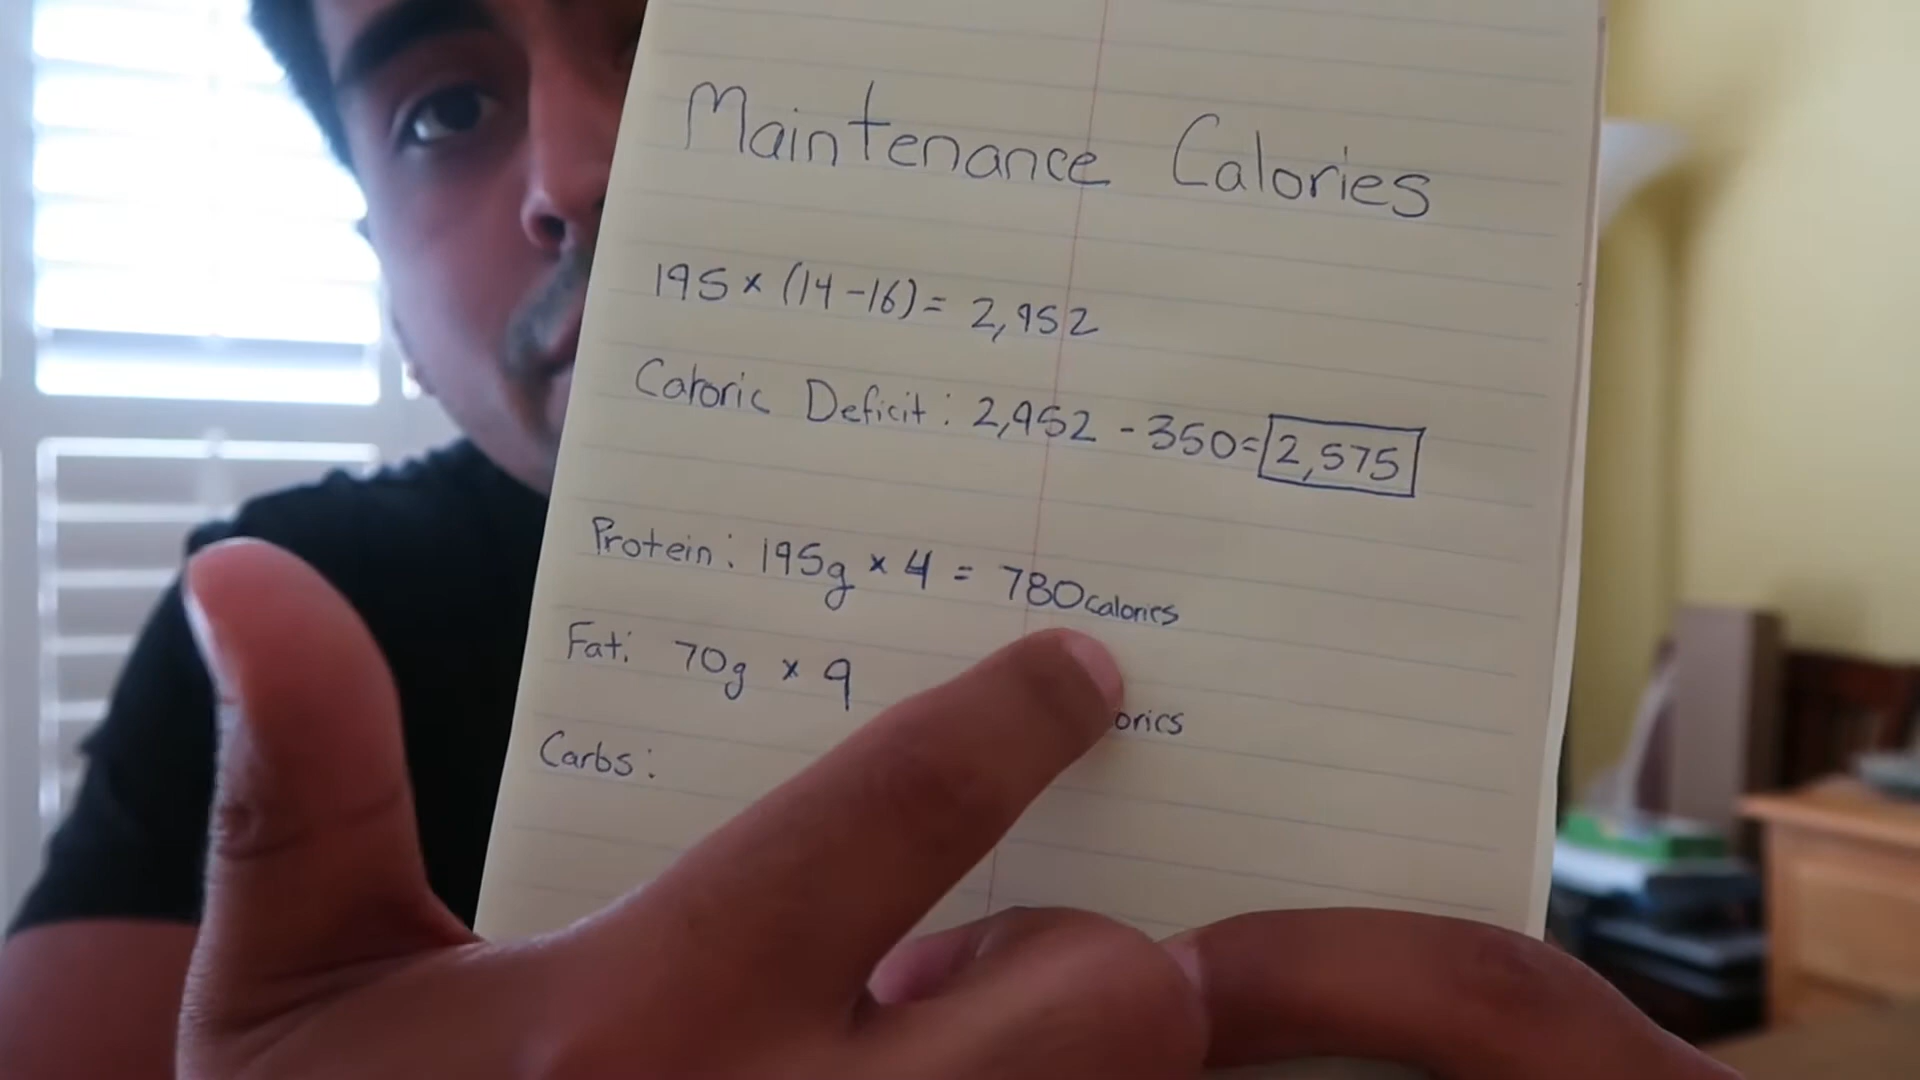 Maintenance Calories
195 × (14-16) = 2,952
Caloric Deficit: 2,952 - 350 = 2,575
Protein: 195g × 4 = 780 calories
Fat: 70g × 9
Carbs: